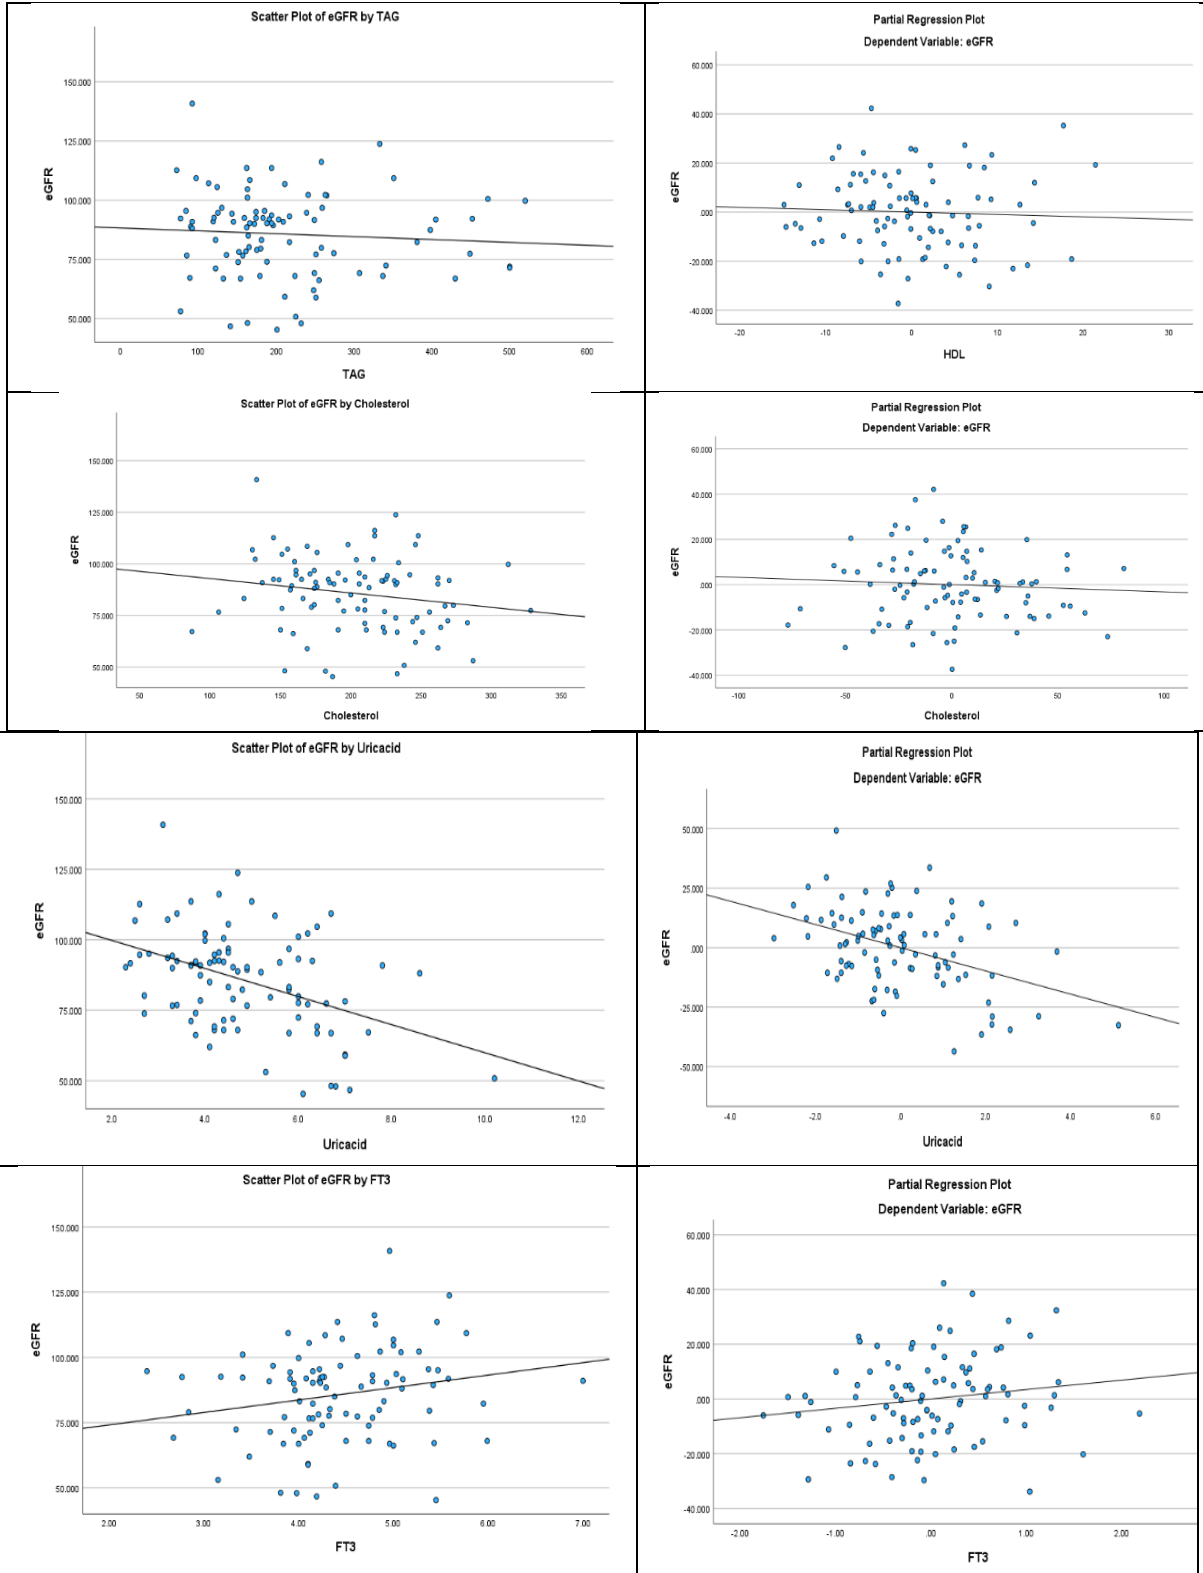 Scatter Plot of eGFR by TAG
eGFR
150.000
125.000
100.000
75.000
50.000
0 100 200 300 400 500 600
TAG
Partial Regression Plot
Dependent Variable: eGFR
eGFR
60.000
40.000
20.000
.000
-20.000
-40.000
-20 -10 0 10 20 30
HDL
Scatter Plot of eGFR by Cholesterol
eGFR
150.000
125.000
100.000
75.000
50.000
50 100 150 200 250 300 350
Cholesterol
Partial Regression Plot
Dependent Variable: eGFR
eGFR
60.000
40.000
20.000
.000
-20.000
-40.000
-100 -50 0 50 100
Cholesterol
Scatter Plot of eGFR by Uricacid
eGFR
150.000
125.000
100.000
75.000
50.000
2.0 4.0 6.0 8.0 10.0 12.0
Uricacid
Partial Regression Plot
Dependent Variable: eGFR
eGFR
50.000
25.000
.000
-25.000
-50.000
-4.0 -2.0 .0 2.0 4.0 6.0
Uricacid
Scatter Plot of eGFR by FT3
eGFR
150.000
125.000
100.000
75.000
50.000
2.00 3.00 4.00 5.00 6.00 7.00
FT3
Partial Regression Plot
Dependent Variable: eGFR
eGFR
60.000
40.000
20.000
.000
-20.000
-40.000
-2.00 -1.00 .00 1.00 2.00
FT3